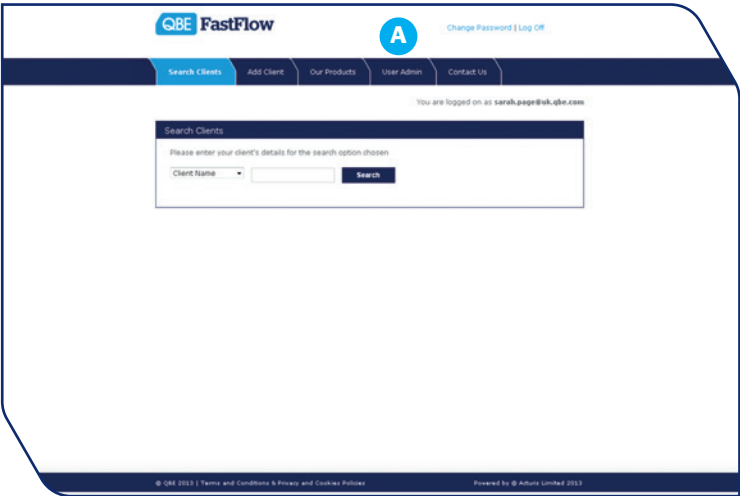 QBE FastFlow
A
Change Password | Log Off
Search Clients Add Client Our Products User Admin Contact Us
You are logged on as sarah.page@uk.qbe.com
Search Clients
Please enter your client's details for the search option chosen
Client Name Search
© QBE 2013 | Terms and Conditions & Privacy and Cookies Policies Powered by © Acturis Limited 2013